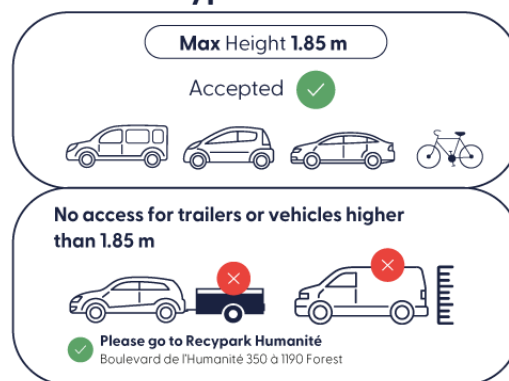 Max Height 1.85 m
Accepted
No access for trailers or vehicles higher
than 1.85 m
Please go to Recypark Humanité
Boulevard de l'Humanité 350 à 1190 Forest